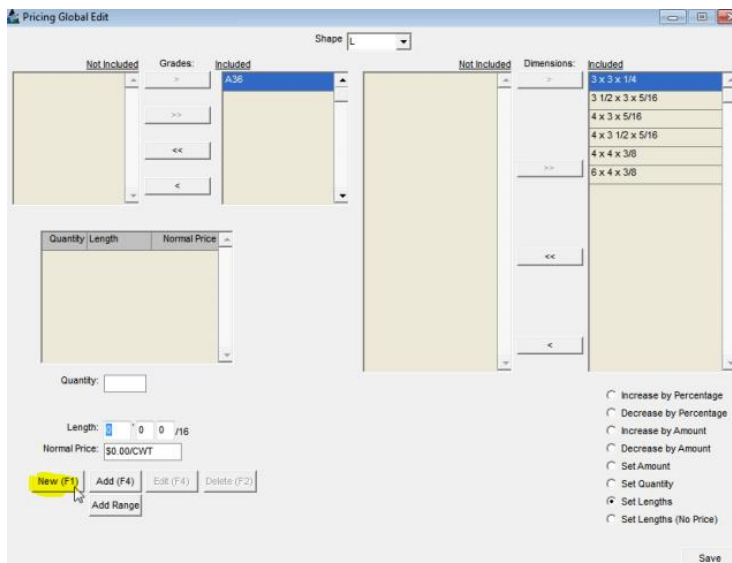 Pricing Global Edit
Shape L
Not Included Grades: Included
Not Included Dimensions: Included
> A36
>>
<<
<
> 3 x 3 x 1/4
3 1/2 x 3 x 5/16
4 x 3 x 5/16
4 x 3 1/2 x 5/16
4 x 4 x 3/8
>> 6 x 4 x 3/8
<<
<
Quantity Length Normal Price
Quantity:
Length: 0 ' 0 0 /16
Normal Price: $0.00/CWT
New (F1) Add (F4) Edit (F4) Delete (F2)
Add Range
Increase by Percentage
Decrease by Percentage
Increase by Amount
Decrease by Amount
Set Amount
Set Quantity
Set Lengths
Set Lengths (No Price)
Save